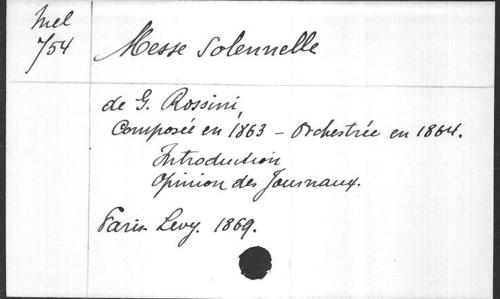 Mel
754
Messe Solennelle
de G. Rossini,
Composée en 1863 - Orchestrée en 1864.
Introduction
Opinion des Journaux.
Paris. Levy. 1869.